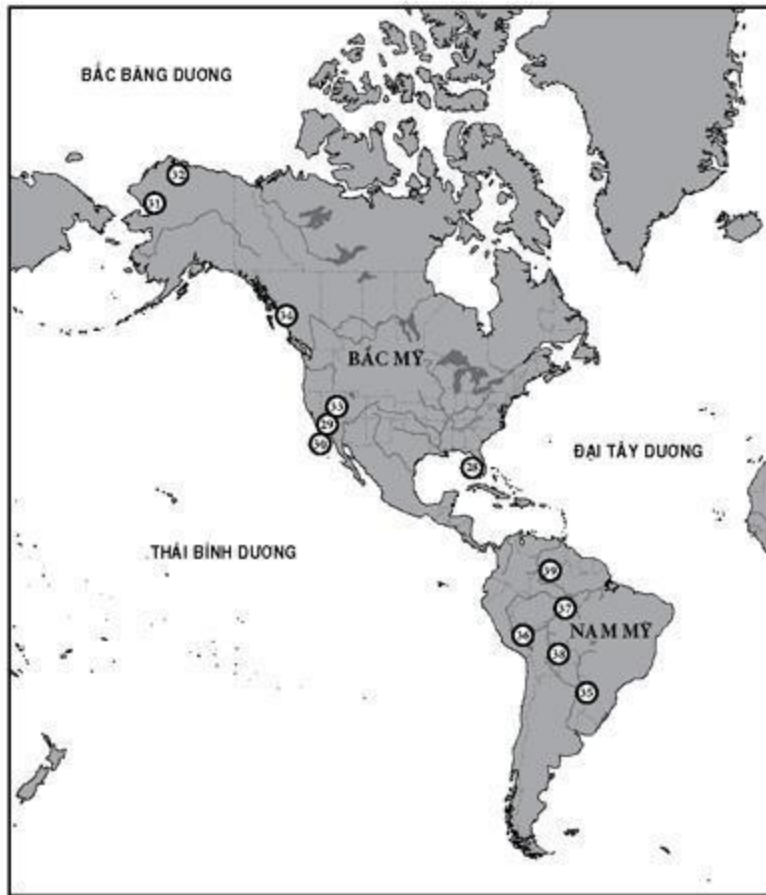 BẮC BĂNG DƯƠNG
32
31
34
BẮC MỸ
33
29
30
28
ĐẠI TÂY DƯƠNG
THÁI BÌNH DƯƠNG
39
37
36
NAM MỸ
38
35